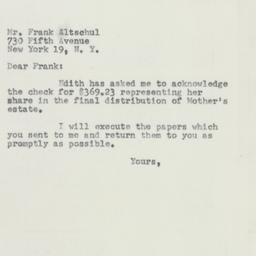 Mr. Frank Altschul
730 Fifth Avenue
New York 19, N. Y.
Dear Frank:
Edith has asked me to acknowledge
the check for $369.23 representing her
share in the final distribution of Mother's
estate.
I will execute the papers which
you sent to me and return them to you as
promptly as possible.
Yours,